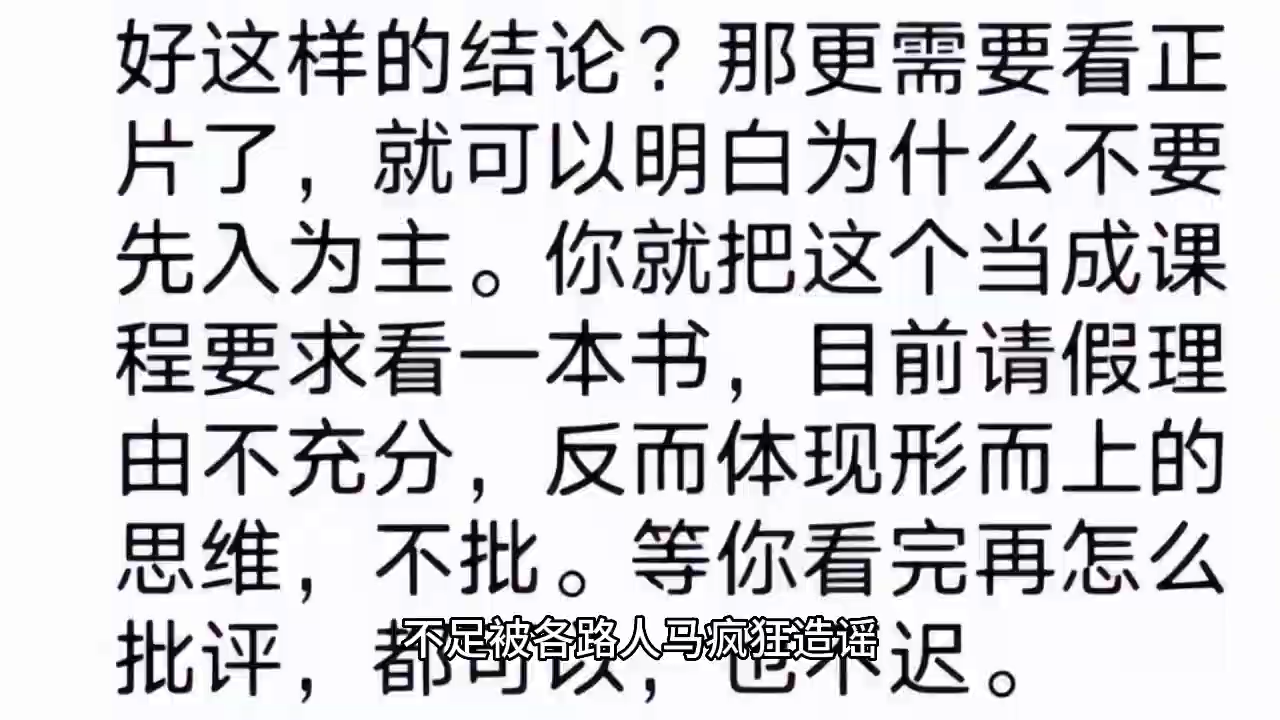 好这样的结论？那更需要看正
片了，就可以明白为什么不要
先入为主。你就把这个当成课
程要求看一本书，目前请假理
由不充分，反而体现形而上的
思维，不批。等你看完再怎么
批评，都可以，也不迟。
不足被各路人马疯狂造谣